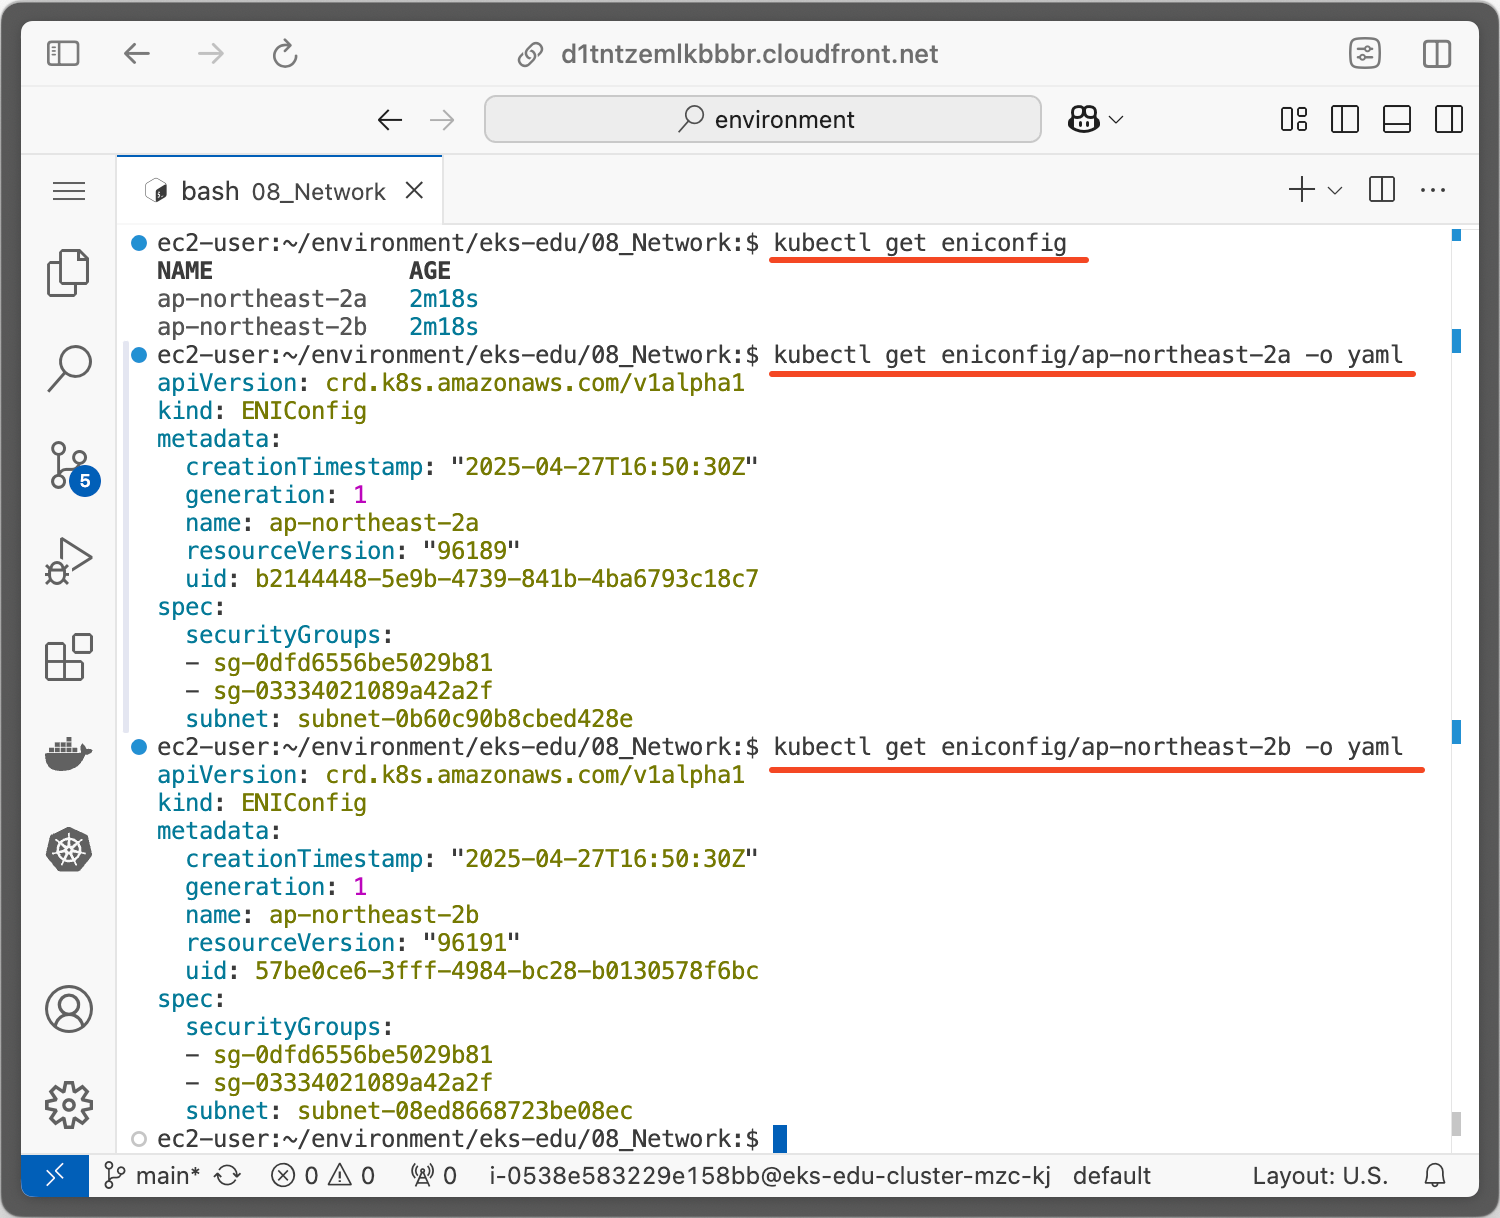 d1tntzemlkbbbr.cloudfront.net
environment
bash 08_Network
ec2-user:~/environment/eks-edu/08_Network:$ kubectl get eniconfig
NAME AGE
ap-northeast-2a 2m18s
ap-northeast-2b 2m18s
ec2-user:~/environment/eks-edu/08_Network:$ kubectl get eniconfig/ap-northeast-2a -o yaml
apiVersion: crd.k8s.amazonaws.com/v1alpha1
kind: ENIConfig
metadata:
  creationTimestamp: "2025-04-27T16:50:30Z"
  generation: 1
  name: ap-northeast-2a
  resourceVersion: "96189"
  uid: b2144448-5e9b-4739-841b-4ba6793c18c7
spec:
  securityGroups:
  - sg-0dfd6556be5029b81
  - sg-03334021089a42a2f
  subnet: subnet-0b60c90b8cbed428e
ec2-user:~/environment/eks-edu/08_Network:$ kubectl get eniconfig/ap-northeast-2b -o yaml
apiVersion: crd.k8s.amazonaws.com/v1alpha1
kind: ENIConfig
metadata:
  creationTimestamp: "2025-04-27T16:50:30Z"
  generation: 1
  name: ap-northeast-2b
  resourceVersion: "96191"
  uid: 57be0ce6-3fff-4984-bc28-b0130578f6bc
spec:
  securityGroups:
  - sg-0dfd6556be5029b81
  - sg-03334021089a42a2f
  subnet: subnet-08ed8668723be08ec
ec2-user:~/environment/eks-edu/08_Network:$
5
main* 0 0 0 i-0538e583229e158bb@eks-edu-cluster-mzc-kj default Layout: U.S.